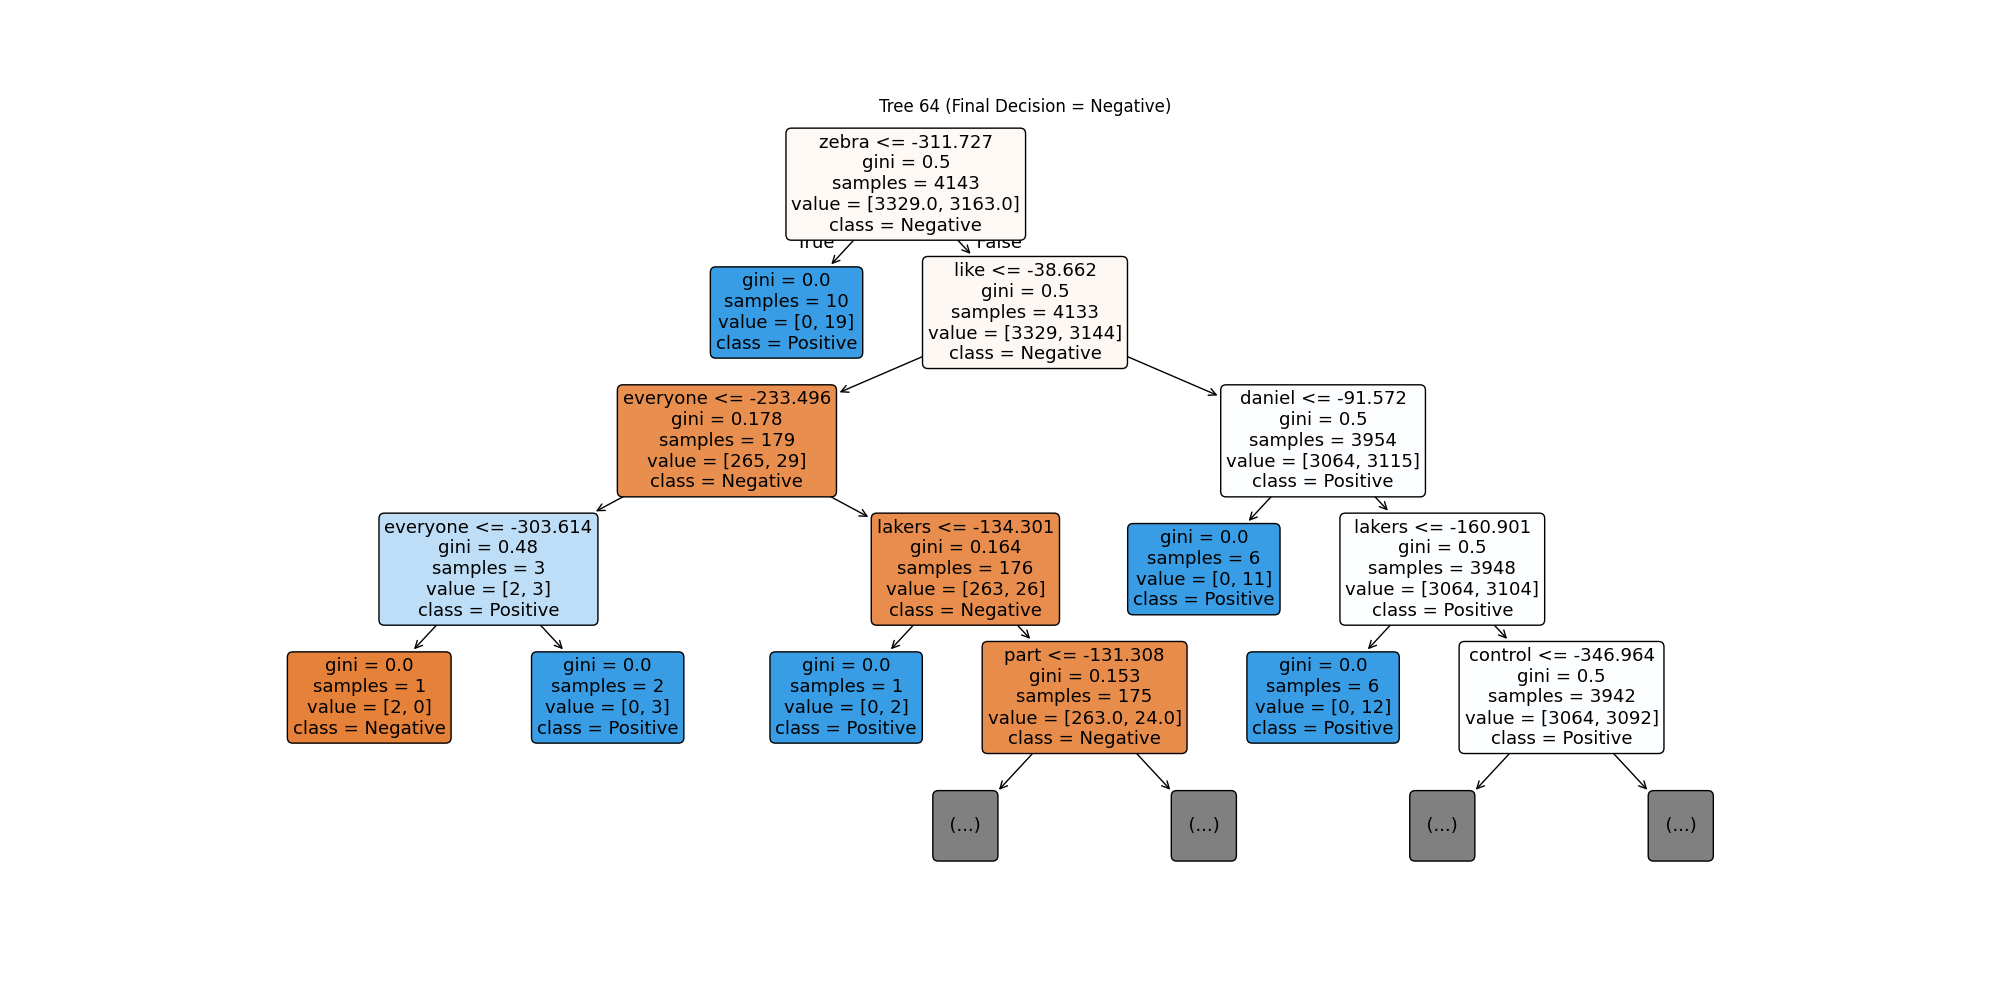 Tree 64 (Final Decision = Negative)
zebra <= -311.727
gini = 0.5
samples = 4143
value = [3329.0, 3163.0]
class = Negative
True
False
gini = 0.0
samples = 10
value = [0, 19]
class = Positive
like <= -38.662
gini = 0.5
samples = 4133
value = [3329, 3144]
class = Negative
everyone <= -233.496
gini = 0.178
samples = 179
value = [265, 29]
class = Negative
daniel <= -91.572
gini = 0.5
samples = 3954
value = [3064, 3115]
class = Positive
everyone <= -303.614
gini = 0.48
samples = 3
value = [2, 3]
class = Positive
lakers <= -134.301
gini = 0.164
samples = 176
value = [263, 26]
class = Negative
gini = 0.0
samples = 6
value = [0, 11]
class = Positive
lakers <= -160.901
gini = 0.5
samples = 3948
value = [3064, 3104]
class = Positive
gini = 0.0
samples = 1
value = [2, 0]
class = Negative
gini = 0.0
samples = 2
value = [0, 3]
class = Positive
gini = 0.0
samples = 1
value = [0, 2]
class = Positive
part <= -131.308
gini = 0.153
samples = 175
value = [263.0, 24.0]
class = Negative
gini = 0.0
samples = 6
value = [0, 12]
class = Positive
control <= -346.964
gini = 0.5
samples = 3942
value = [3064, 3092]
class = Positive
(...)
(...)
(...)
(...)